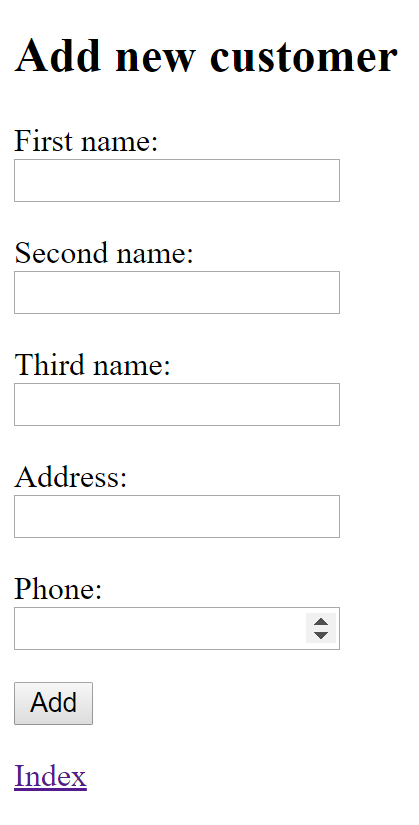 Add new customer
First name:
Second name:
Third name:
Address:
Phone:
Add
Index